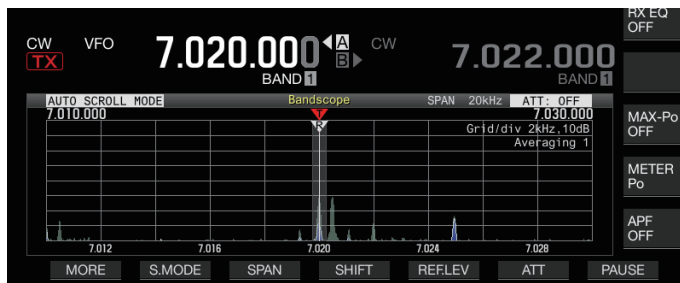 RX EQ
OFF
CW VFO 7.020.000 A CW 7.022.000
TX B
BAND 1 BAND 1
AUTO SCROLL MODE Bandscope SPAN 20kHz ATT: OFF
7.010.000 T 7.030.000
R Grid/div 2kHz,10dB
Averaging 1
MAX-Po
OFF
METER
Po
APF
OFF
7.012 7.016 7.020 7.024 7.028
MORE S.MODE SPAN SHIFT REF.LEV ATT PAUSE